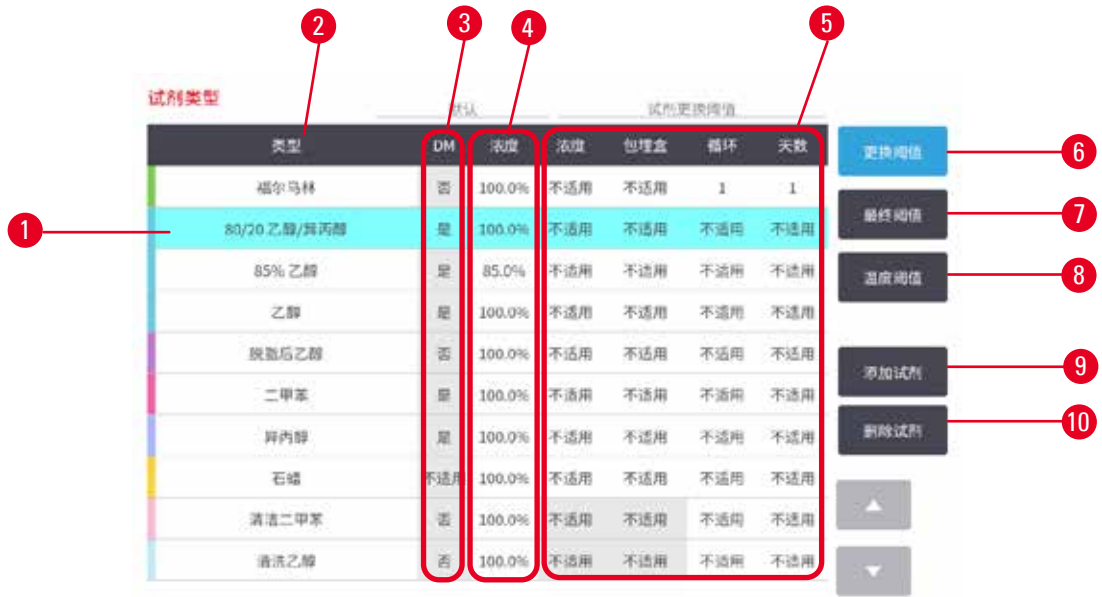 2
3
4
5
试剂类型
默认
试剂更换阈值
类型 DM 浓度 浓度 包埋盒 循环 天数
福尔马林 否 100.0% 不适用 不适用 1 1
80/20 乙醇/异丙醇 是 100.0% 不适用 不适用 不适用 不适用
85% 乙醇 是 85.0% 不适用 不适用 不适用 不适用
乙醇 是 100.0% 不适用 不适用 不适用 不适用
脱脂后乙醇 否 100.0% 不适用 不适用 不适用 不适用
二甲苯 是 100.0% 不适用 不适用 不适用 不适用
异丙醇 是 100.0% 不适用 不适用 不适用 不适用
石蜡 不适用 100.0% 不适用 不适用 不适用 不适用
清洁二甲苯 否 100.0% 不适用 不适用 不适用 不适用
清洗乙醇 否 100.0% 不适用 不适用 不适用 不适用
1
更换阈值
6
最终阈值
7
温度阈值
8
添加试剂
9
删除试剂
10